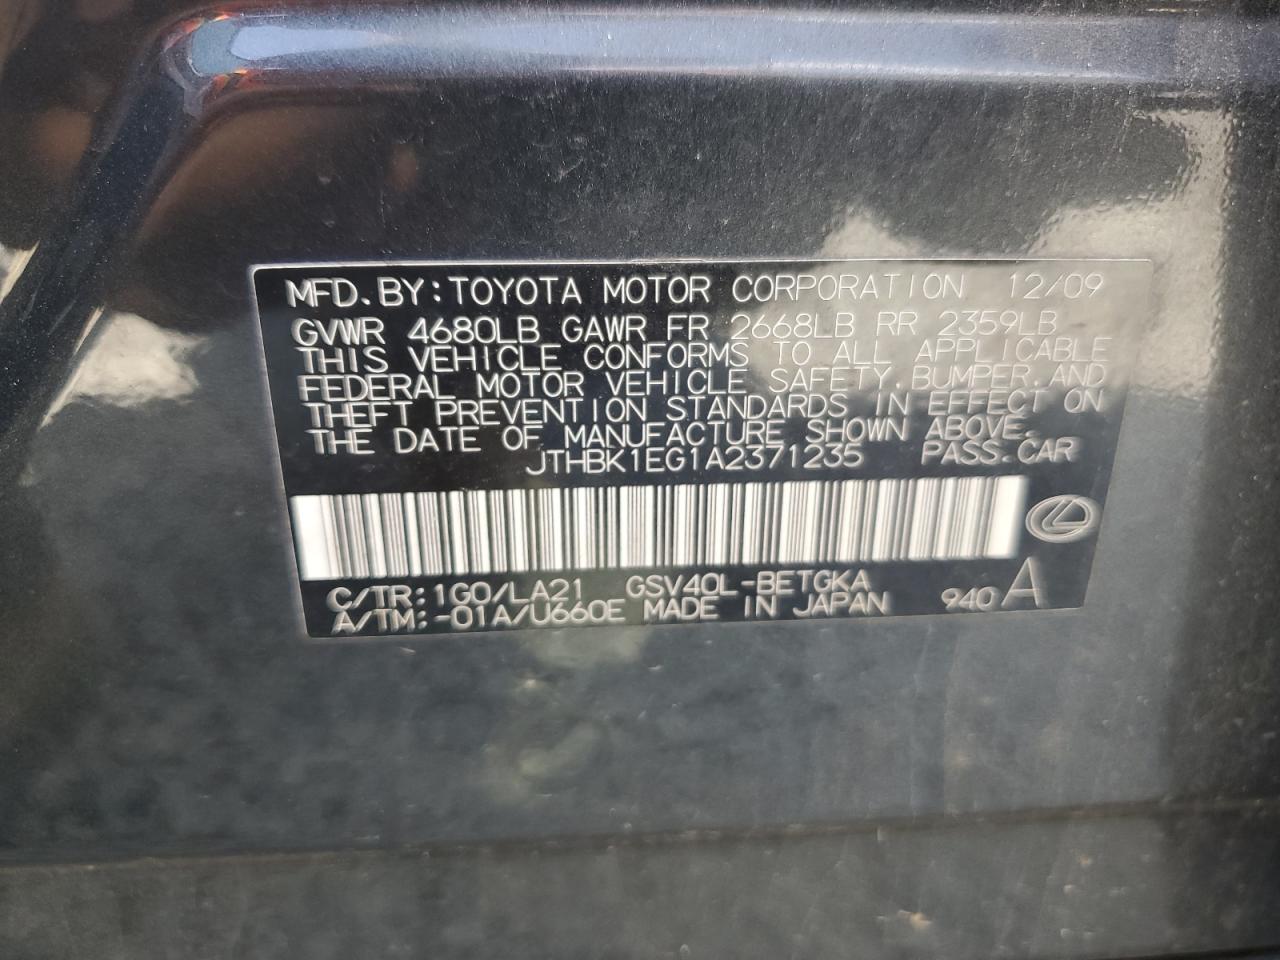 MFD. BY: TOYOTA MOTOR CORPORATION 12/09
GVWR 4680LB GAWR FR 2668LB RR 2359LB
THIS VEHICLE CONFORMS TO ALL APPLICABLE
FEDERAL MOTOR VEHICLE SAFETY, BUMPER, AND
THEFT PREVENTION STANDARDS IN EFFECT ON
THE DATE OF MANUFACTURE SHOWN ABOVE.
JTHBK1EG1A2371235 PASS. CAR
C/TR: 1G0/LA21 GSV40L-BETGKA
A/TM: -01A/U660E MADE IN JAPAN 940 A